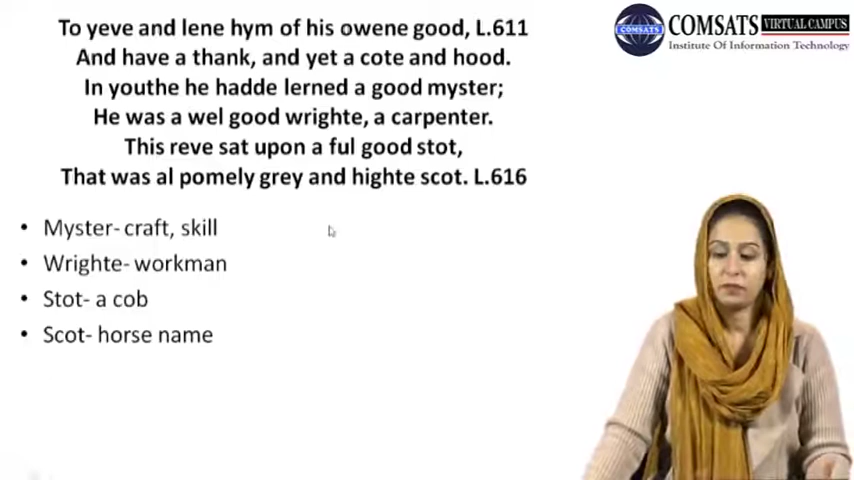 To yeve and lene hym of his owene good, L.611
And have a thank, and yet a cote and hood.
In youthe he hadde lerned a good myster;
He was a wel good wrighte, a carpenter.
This reve sat upon a ful good stot,
That was al pomely grey and highte scot. L.616
• Myster- craft, skill
• Wrighte- workman
• Stot- a cob
• Scot- horse name
COMSATS
COMSATS VIRTUAL CAMPUS
Institute Of Information Technology